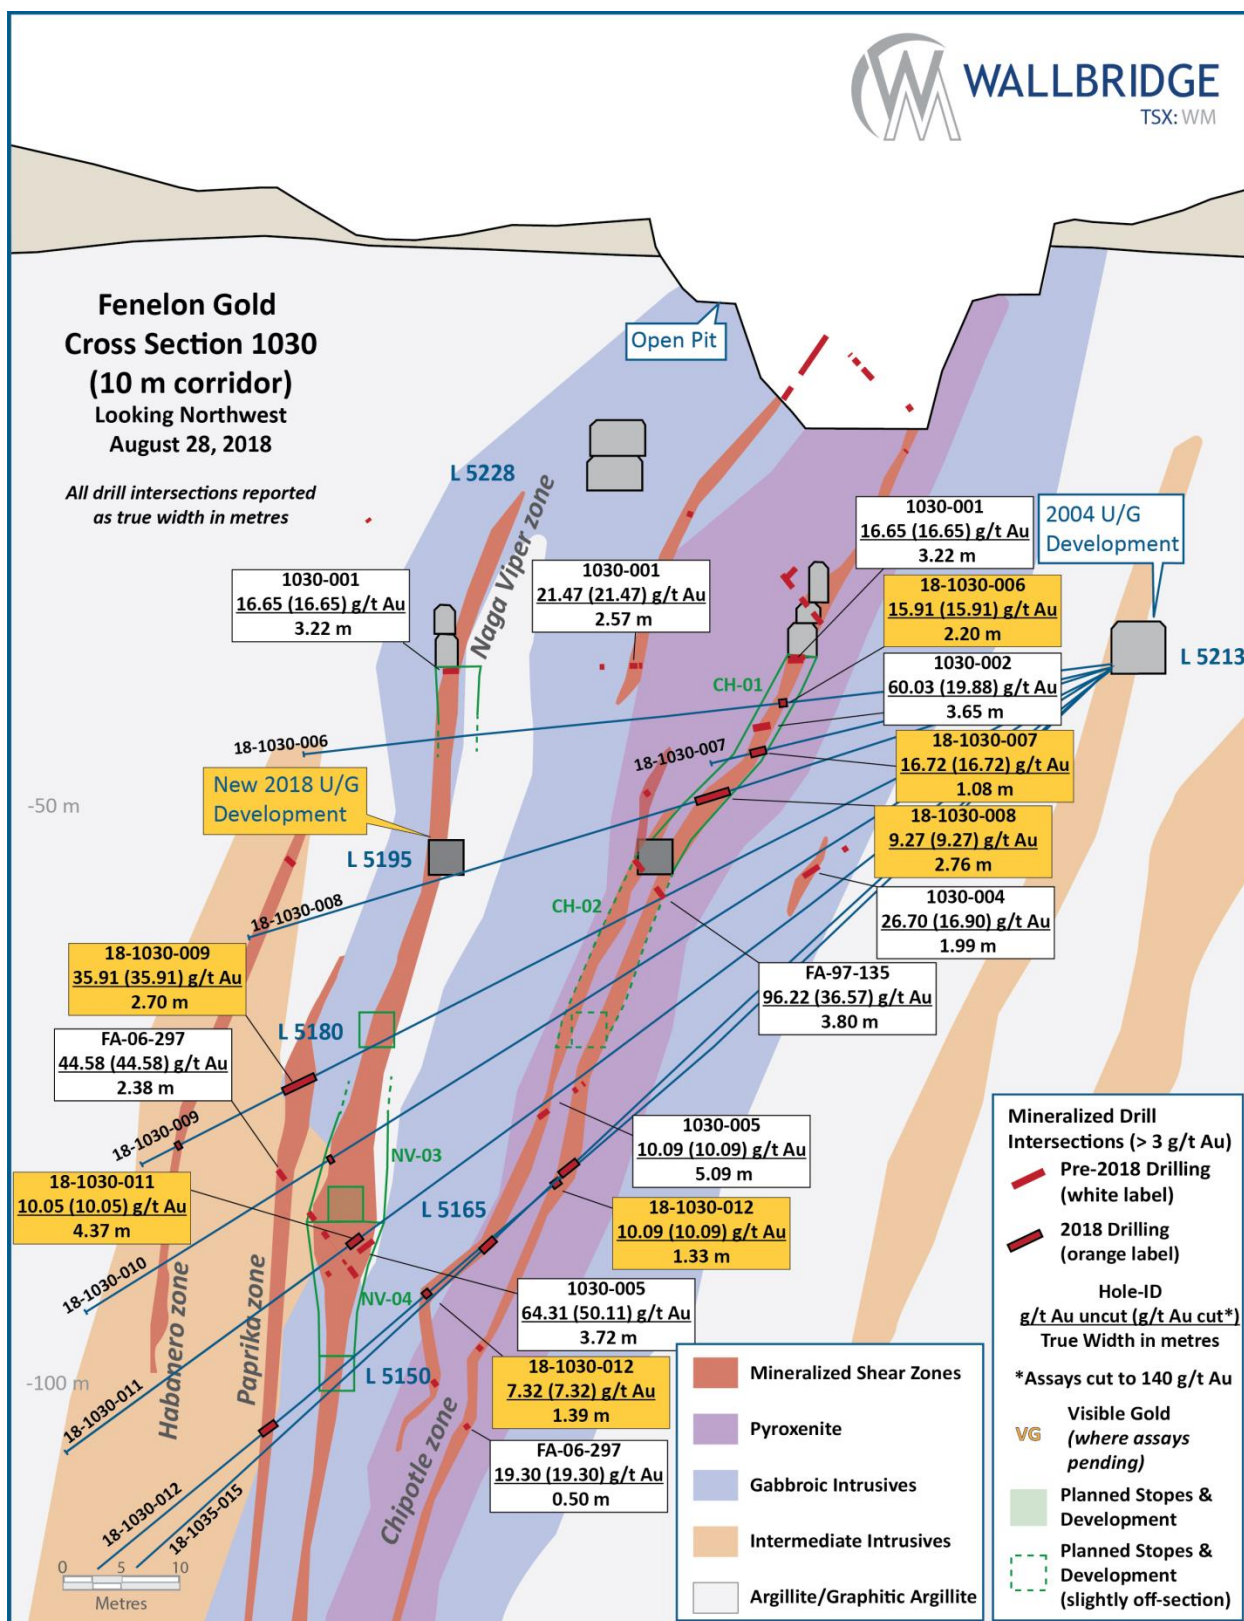 WALLBRIDGE
TSX: WM
Fenelon Gold
Cross Section 1030
(10 m corridor)
Looking Northwest
August 28, 2018
All drill intersections reported
as true width in metres
Open Pit
L 5228
Naga Viper zone
2004 U/G
Development
L 5213
1030-001
16.65 (16.65) g/t Au
3.22 m
1030-001
21.47 (21.47) g/t Au
2.57 m
1030-001
16.65 (16.65) g/t Au
3.22 m
18-1030-006
15.91 (15.91) g/t Au
2.20 m
1030-002
60.03 (19.88) g/t Au
3.65 m
18-1030-007
16.72 (16.72) g/t Au
1.08 m
18-1030-008
9.27 (9.27) g/t Au
2.76 m
1030-004
26.70 (16.90) g/t Au
1.99 m
FA-97-135
96.22 (36.57) g/t Au
3.80 m
CH-01
18-1030-006
18-1030-007
New 2018 U/G
Development
-50 m
L 5195
18-1030-008
CH-02
18-1030-009
35.91 (35.91) g/t Au
2.70 m
L 5180
FA-06-297
44.58 (44.58) g/t Au
2.38 m
18-1030-009
NV-03
18-1030-011
10.05 (10.05) g/t Au
4.37 m
L 5165
1030-005
10.09 (10.09) g/t Au
5.09 m
18-1030-012
10.09 (10.09) g/t Au
1.33 m
18-1030-010
Habanero zone
Paprika zone
NV-04
1030-005
64.31 (50.11) g/t Au
3.72 m
L 5150
-100 m
18-1030-011
18-1030-012
7.32 (7.32) g/t Au
1.39 m
FA-06-297
19.30 (19.30) g/t Au
0.50 m
Chipotle zone
18-1030-012
18-1035-015
0 5 10
Metres
Mineralized Shear Zones
Pyroxenite
Gabbroic Intrusives
Intermediate Intrusives
Argillite/Graphitic Argillite
Mineralized Drill
Intersections (> 3 g/t Au)
Pre-2018 Drilling
(white label)
2018 Drilling
(orange label)
Hole-ID
g/t Au uncut (g/t Au cut*)
True Width in metres
*Assays cut to 140 g/t Au
VG
Visible Gold
(where assays
pending)
Planned Stopes &
Development
Planned Stopes &
Development
(slightly off-section)